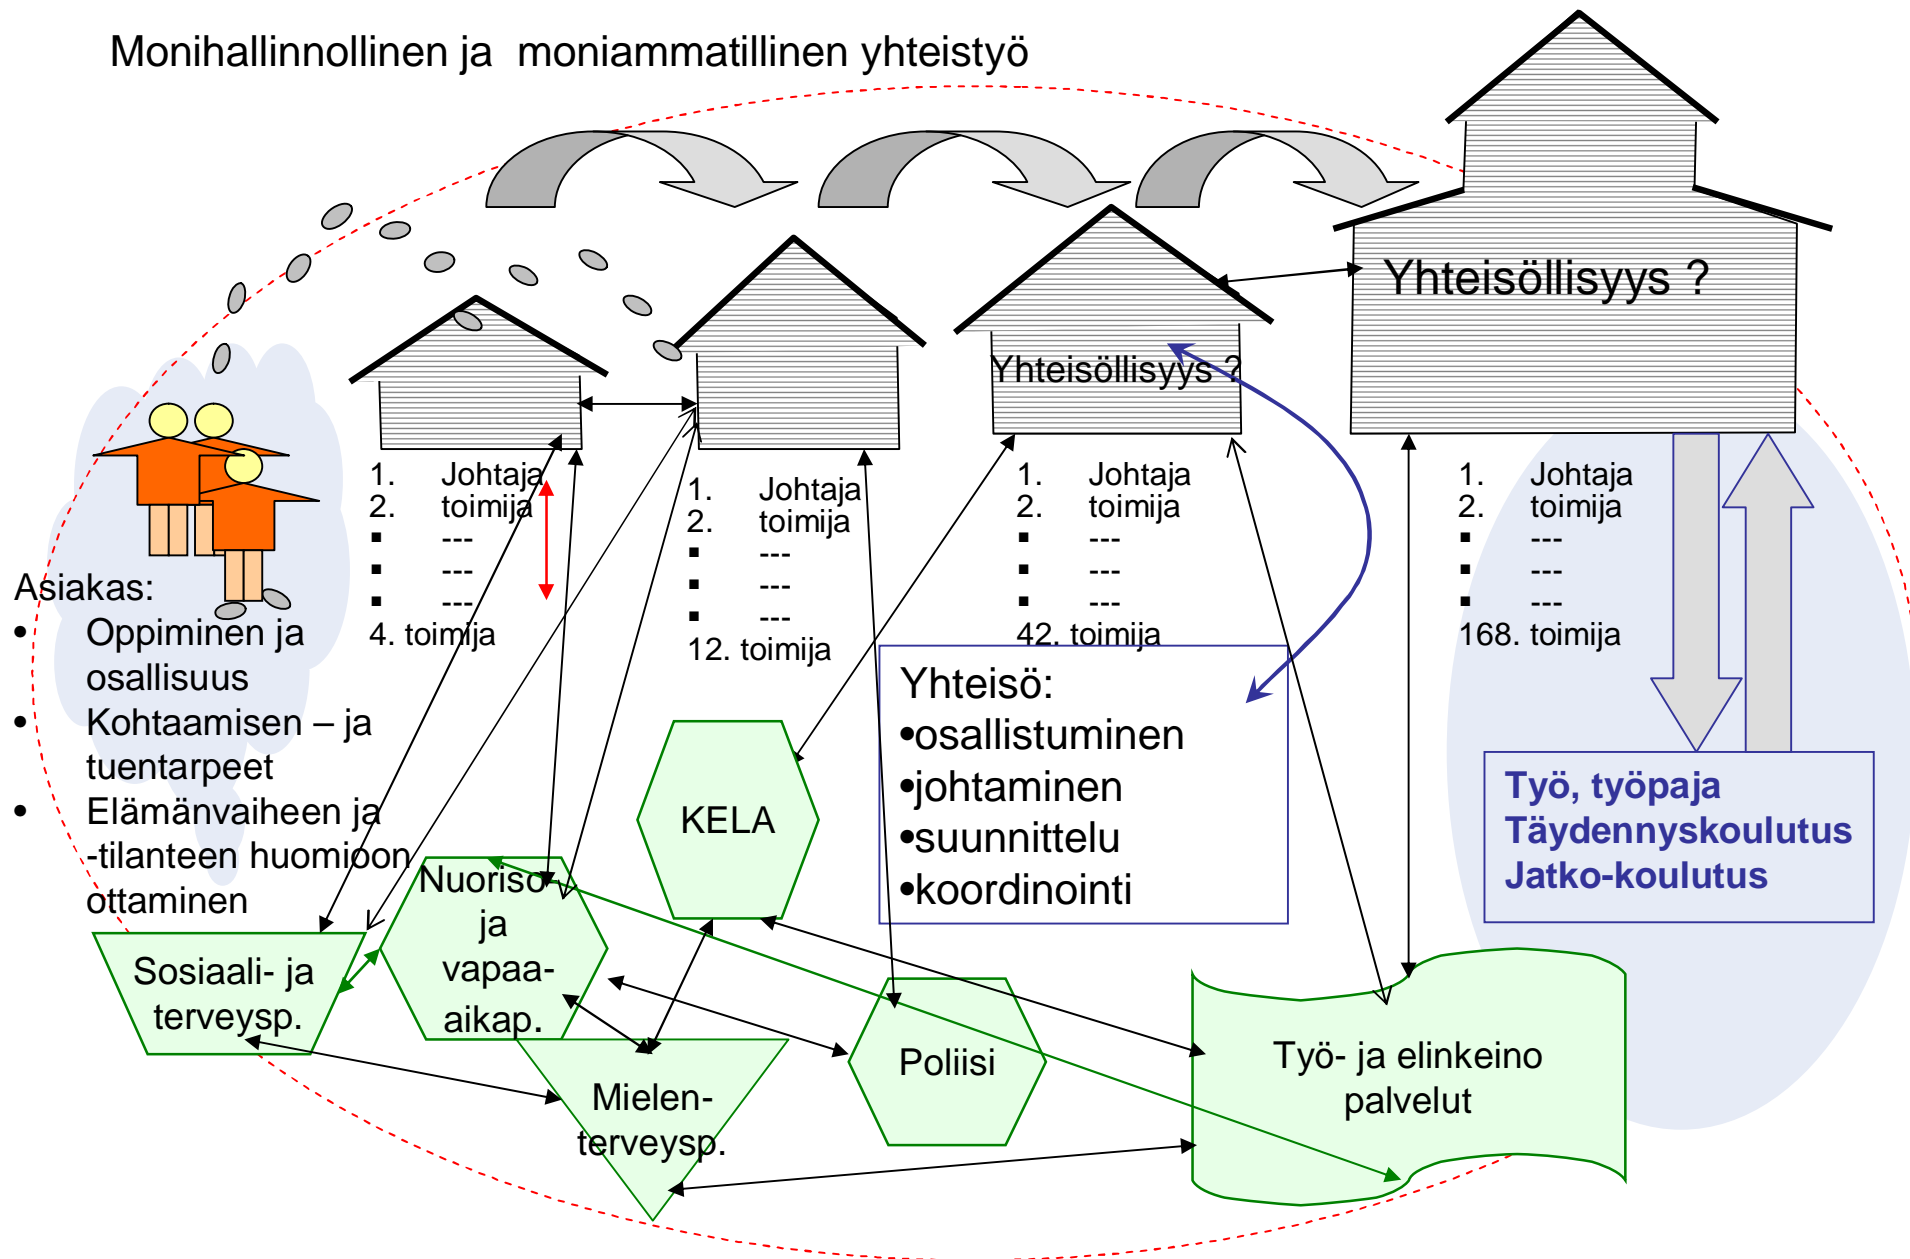 Monihallinnollinen ja  moniammatillinen yhteistyö
Yhteisöllisyys ?
Yhteisöllisyys ?
1. Johtaja
2. toimija
▪ ---
▪ ---
▪ ---
4. toimija
1. Johtaja
2. toimija
▪ ---
▪ ---
▪ ---
12. toimija
1. Johtaja
2. toimija
▪ ---
▪ ---
▪ ---
42. toimija
1. Johtaja
2. toimija
▪ ---
▪ ---
▪ ---
168. toimija
Asiakas:
• Oppiminen ja
osallisuus
• Kohtaamisen – ja
tuentarpeet
• Elämänvaiheen ja
-tilanteen huomioon
ottaminen
Yhteisö:
•osallistuminen
•johtaminen
•suunnittelu
•koordinointi
Työ, työpaja
Täydennyskoulutus
Jatko-koulutus
KELA
Nuoriso
ja
vapaa-
aikap.
Sosiaali- ja
terveysp.
Mielen-
terveysp.
Poliisi
Työ- ja elinkeino
palvelut